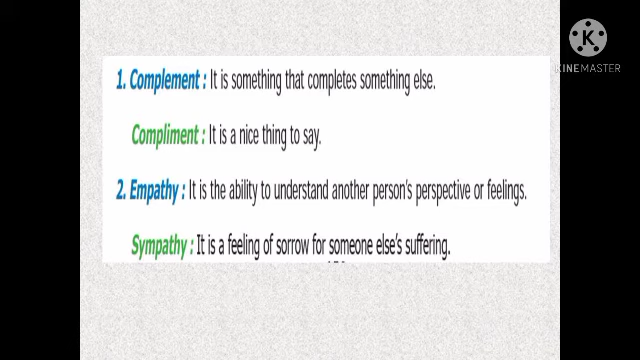 K
KINEMASTER
1. Complement : It is something that completes something else.
Compliment : It is a nice thing to say.
2. Empathy : It is the ability to understand another person's perspective or feelings.
Sympathy : It is a feeling of sorrow for someone else's suffering.